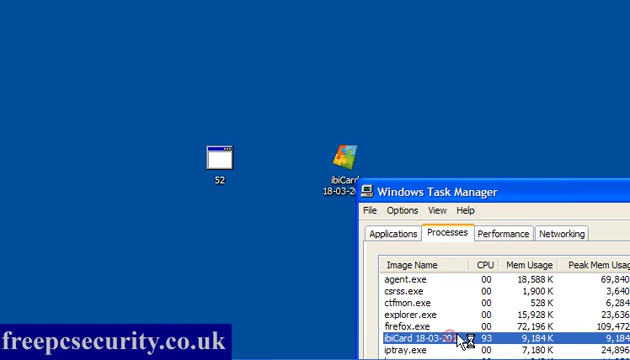 52
ibiCard
18-03-20
Windows Task Manager
File Options View Help
Applications Processes Performance Networking
Image Name CPU Mem Usage Peak Mem Usa
agent.exe 00 18,588 K 69,840
csrss.exe 00 1,900 K 3,640
ctfmon.exe 00 528 K 6,284
explorer.exe 00 15,928 K 23,636
firefox.exe 00 72,196 K 109,444
ibiCard 18-03-201 93 9,184 K 9,184
iptray.exe 00 7,180 K 24,896
freepcsecurity.co.uk